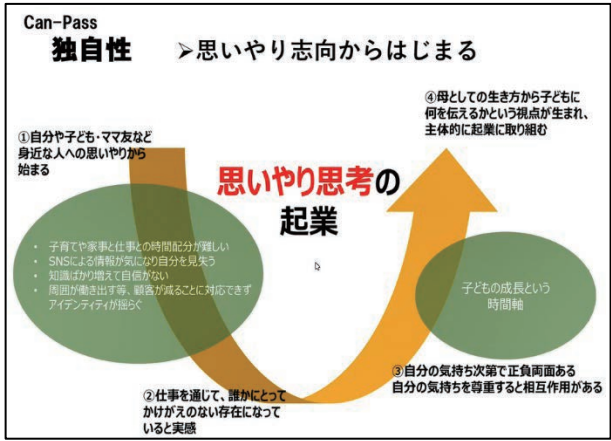 Can-Pass
独自性 ➢思いやり志向からはじまる
①自分や子ども・ママ友など
身近な人への思いやりから
始まる
④母としての生き方から子どもに
何を伝えるかという視点が生まれ、
主体的に起業に取り組む
思いやり思考の
起業
• 子育てや家事と仕事との時間配分が難しい
• SNSによる情報が気になり自分を見失う
• 知識ばかり増えて自信がない
• 周囲が働き出す等、顧客が減ることに対応できず
アイデンティティが揺らぐ
子どもの成長という
時間軸
②仕事を通じて、誰かにとって
かけがえのない存在になって
いると実感
③自分の気持ち次第で正負両面ある
自分の気持ちを尊重すると相互作用がある